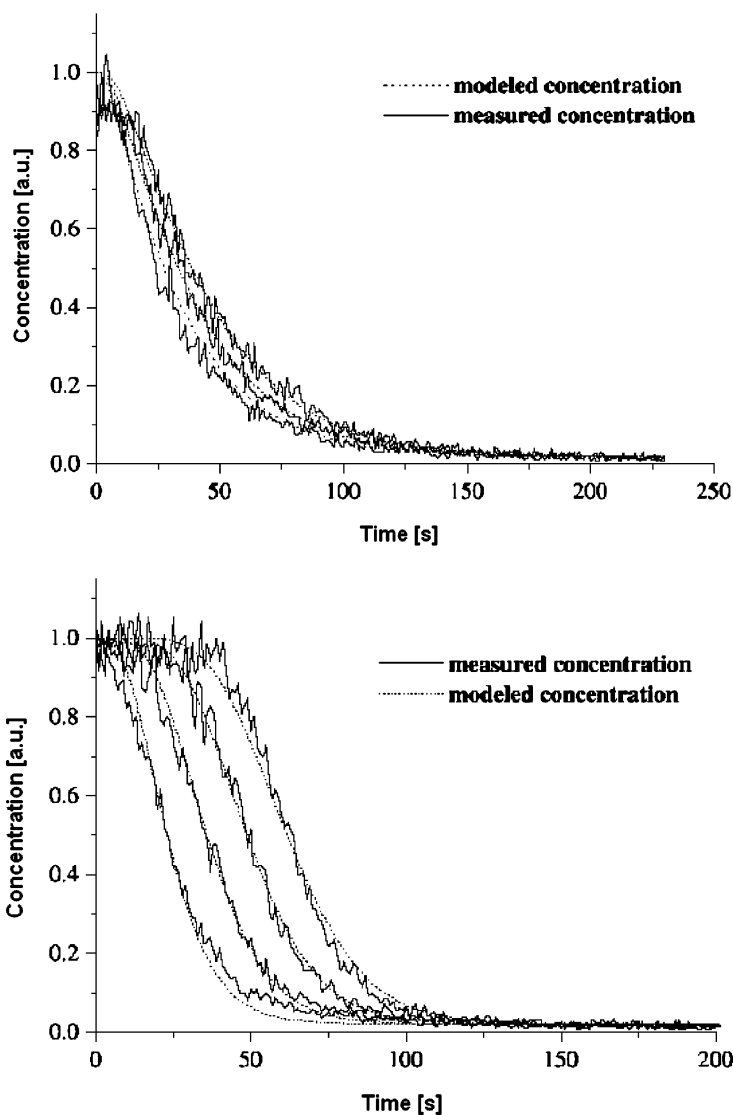 1.0
0.8
0.6
0.4
0.2
0.0
Concentration [a.u.]
modeled concentration
measured concentration
0 50 100 150 200 250
Time [s]
1.0
0.8
0.6
0.4
0.2
0.0
Concentration [a.u.]
measured concentration
modeled concentration
0 50 100 150 200
Time [s]